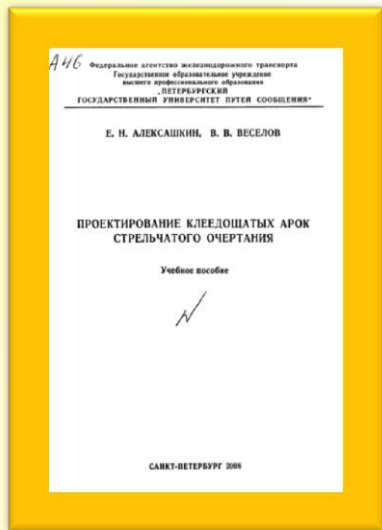 А46
Федеральное агентство железнодорожного транспорта
Государственное образовательное учреждение
высшего профессионального образования
„ПЕТЕРБУРГСКИЙ
ГОСУДАРСТВЕННЫЙ УНИВЕРСИТЕТ ПУТЕЙ СООБЩЕНИЯ“
Е. Н. АЛЕКСАШКИН, В. В. ВЕСЕЛОВ
ПРОЕКТИРОВАНИЕ КЛЕЕДОЩАТЫХ АРОК
СТРЕЛЬЧАТОГО ОЧЕРТАНИЯ
Учебное пособие
САНКТ-ПЕТЕРБУРГ 2008